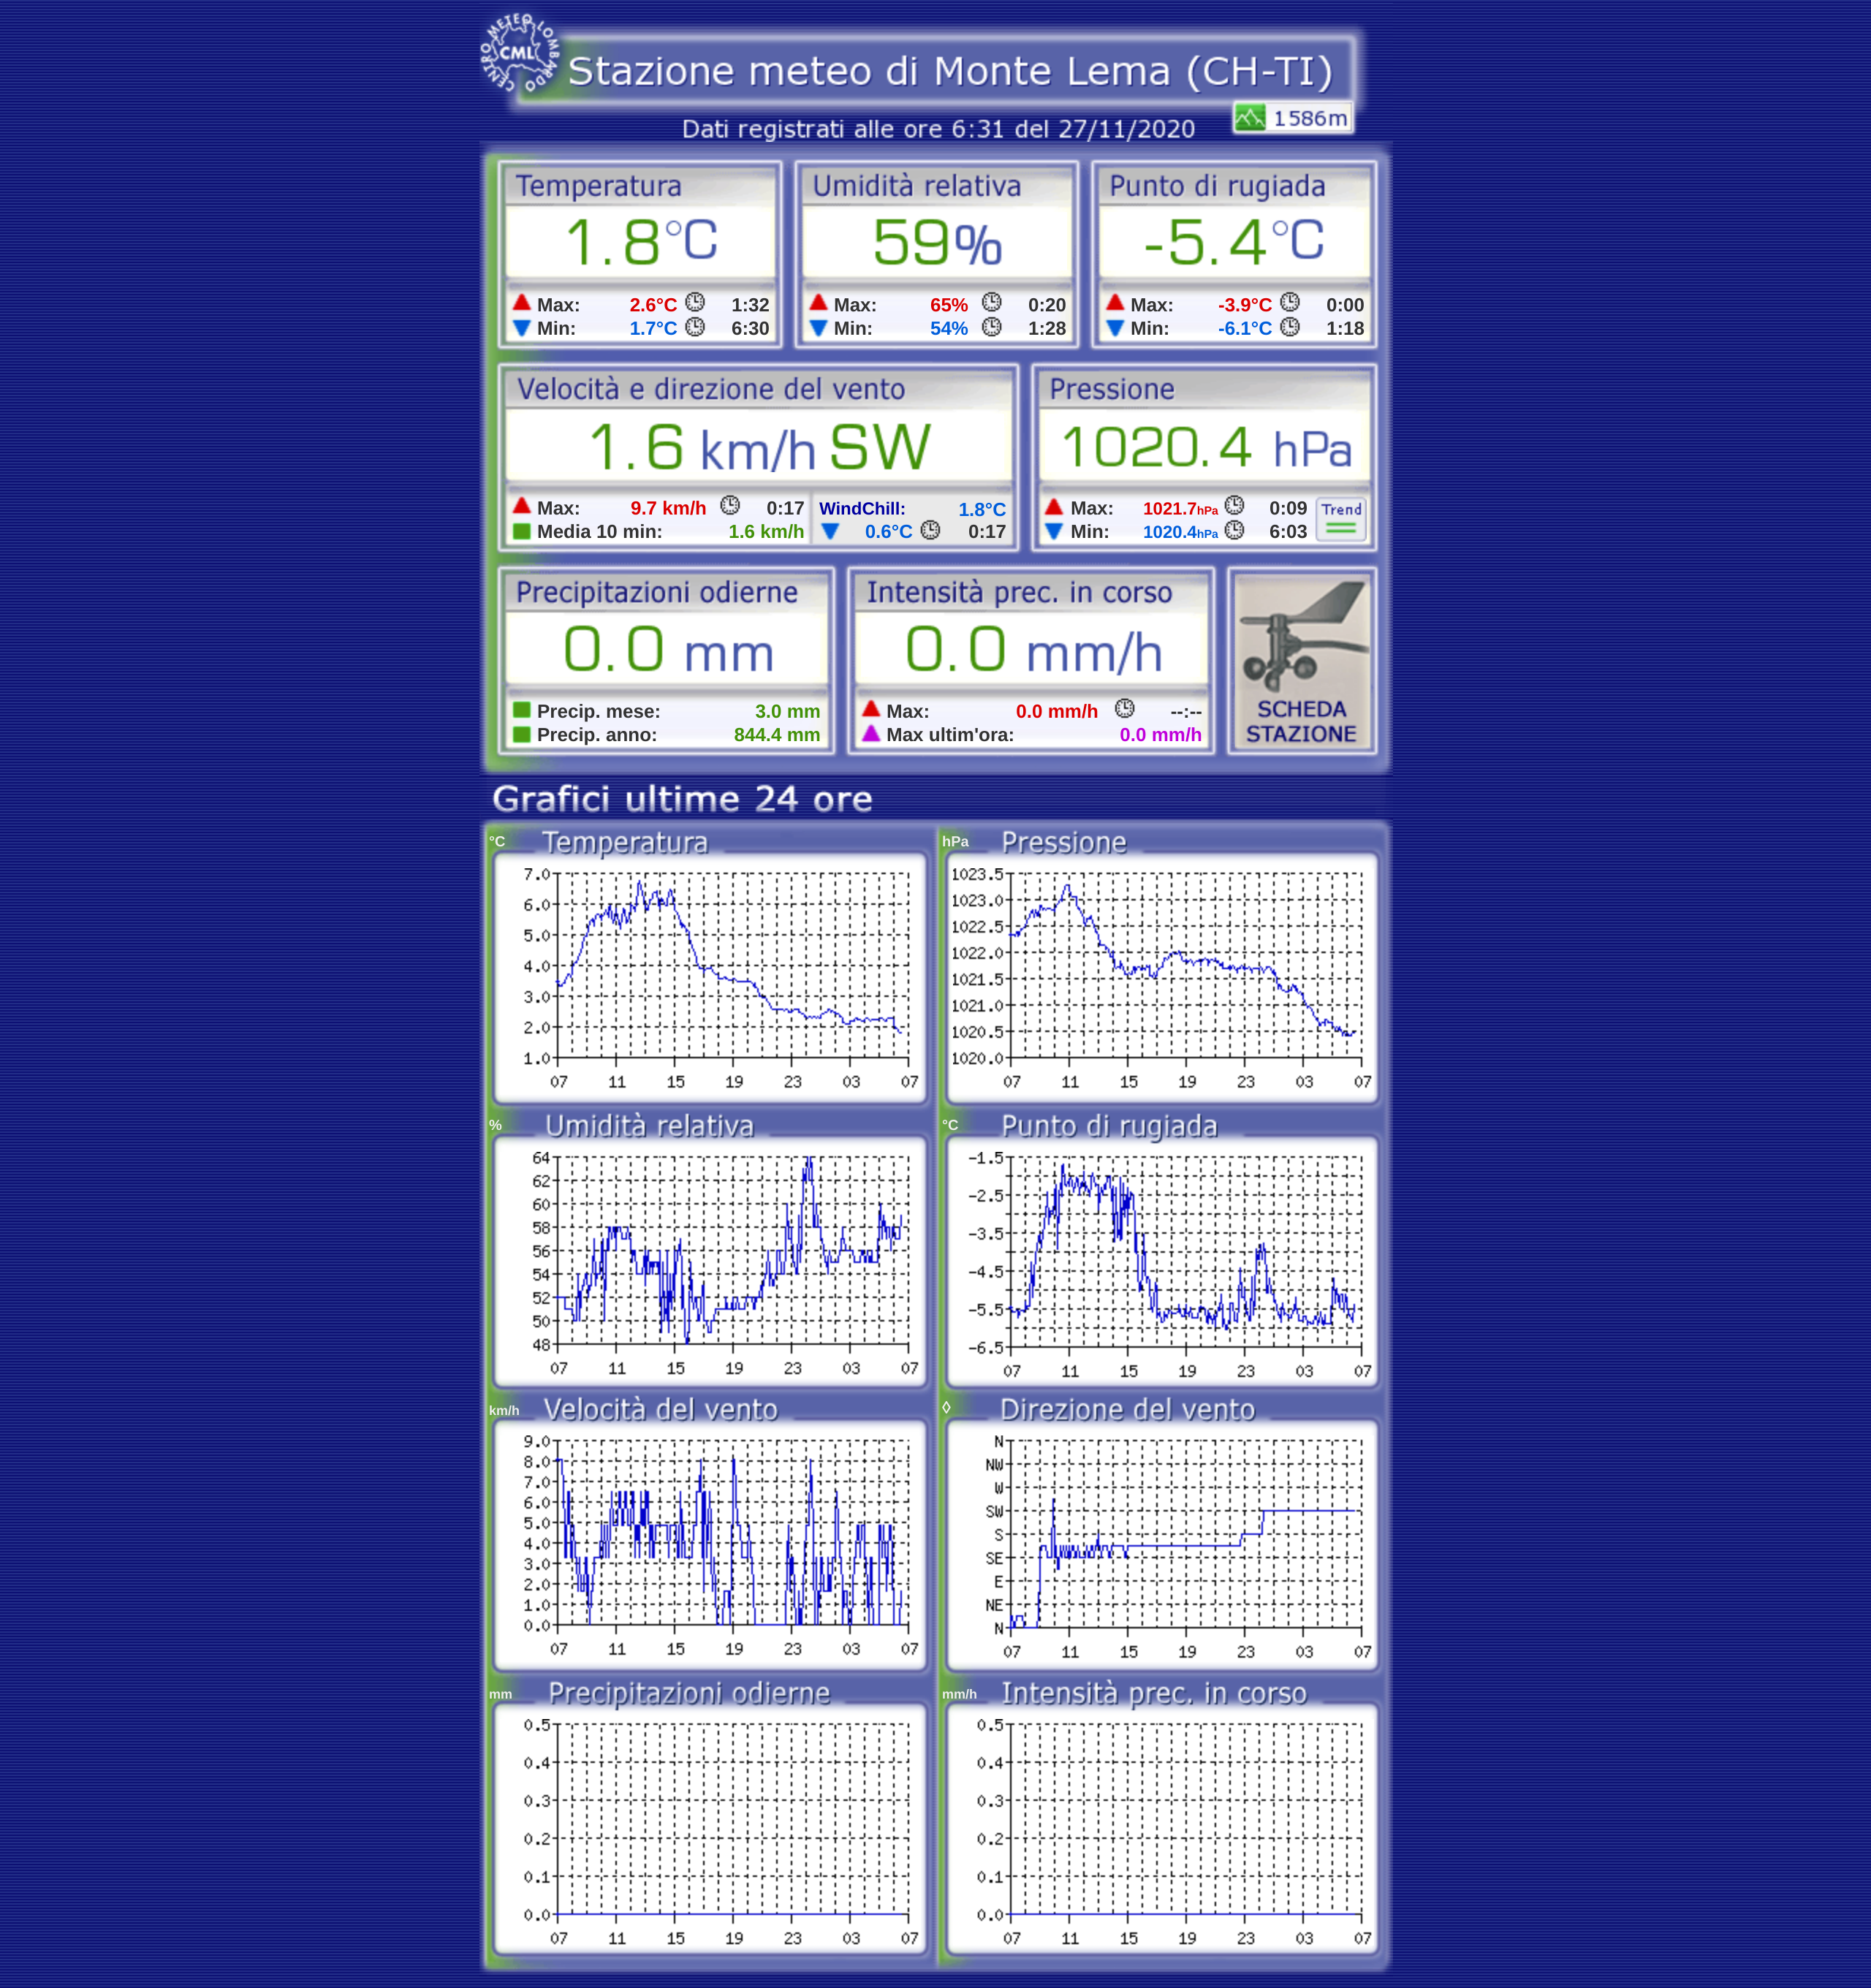 CENTRO METEO LOMBARDO
CML
Stazione meteo di Monte Lema (CH-TI)
1586m
Dati registrati alle ore 6:31 del 27/11/2020
Temperatura Umidità relativa Punto di rugiada
1.8°C 59% -5.4°C
Max: 2.6°C 1:32 Max: 65% 0:20 Max: -3.9°C 0:00
Min: 1.7°C 6:30 Min: 54% 1:28 Min: -6.1°C 1:18
Velocità e direzione del vento Pressione
1.6 km/h SW 1020.4 hPa
Max: 9.7 km/h 0:17 WindChill: 1.8°C Max: 1021.7hPa 0:09 Trend
Media 10 min: 1.6 km/h 0.6°C 0:17 Min: 1020.4hPa 6:03
Precipitazioni odierne Intensità prec. in corso
0.0 mm 0.0 mm/h
Precip. mese: 3.0 mm Max: 0.0 mm/h --:-- SCHEDA
Precip. anno: 844.4 mm Max ultim'ora: 0.0 mm/h STAZIONE
Grafici ultime 24 ore
°C Temperatura
7.0
6.0
5.0
4.0
3.0
2.0
1.0
07 11 15 19 23 03 07
hPa Pressione
1023.5
1023.0
1022.5
1022.0
1021.5
1021.0
1020.5
1020.0
07 11 15 19 23 03 07
% Umidità relativa
64
62
60
58
56
54
52
50
48
07 11 15 19 23 03 07
°C Punto di rugiada
-1.5
-2.5
-3.5
-4.5
-5.5
-6.5
07 11 15 19 23 03 07
km/h Velocità del vento
9.0
8.0
7.0
6.0
5.0
4.0
3.0
2.0
1.0
0.0
07 11 15 19 23 03 07
◊ Direzione del vento
N
NW
W
SW
S
SE
E
NE
N
07 11 15 19 23 03 07
mm Precipitazioni odierne
0.5
0.4
0.3
0.2
0.1
0.0
07 11 15 19 23 03 07
mm/h Intensità prec. in corso
0.5
0.4
0.3
0.2
0.1
0.0
07 11 15 19 23 03 07